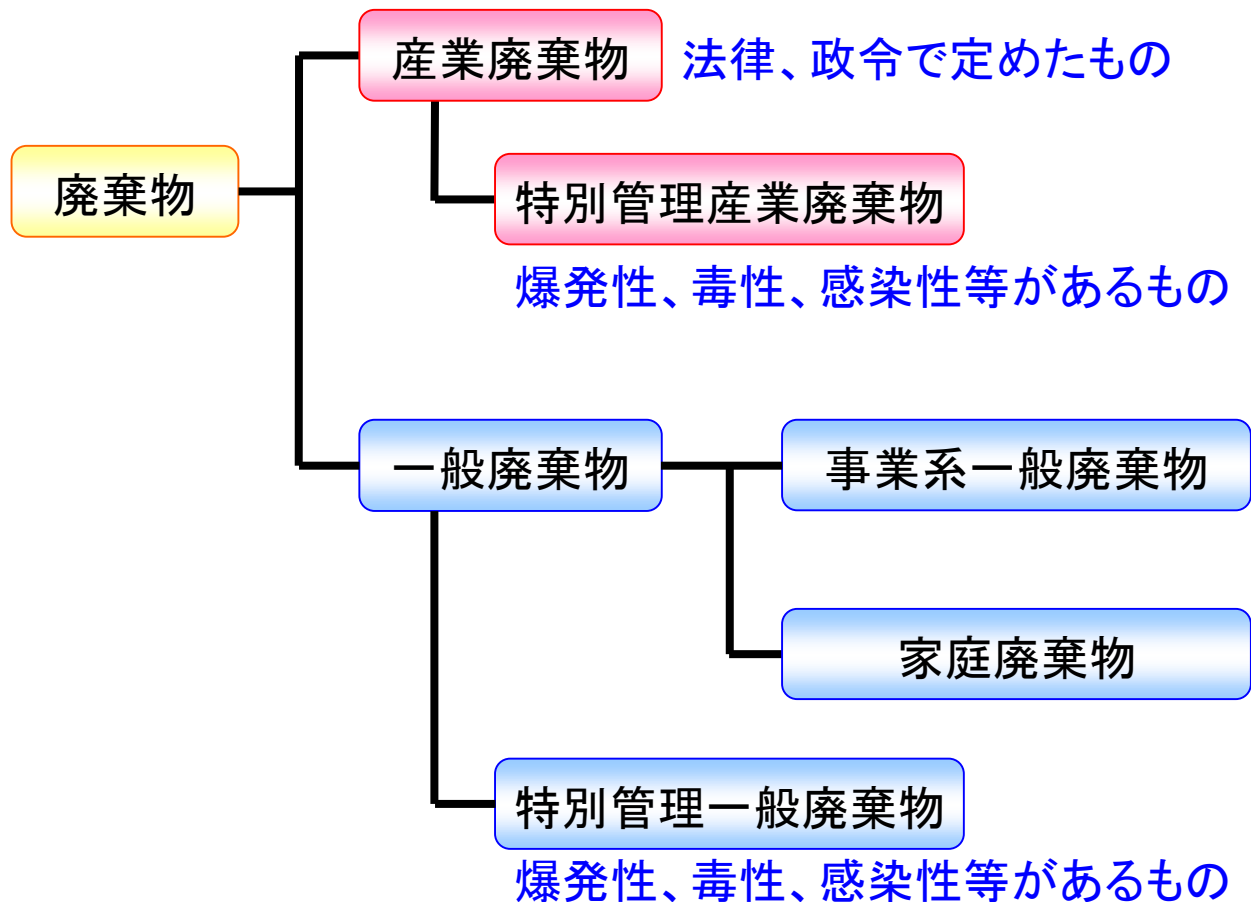 産業廃棄物
法律、政令で定めたもの
廃棄物
特別管理産業廃棄物
爆発性、毒性、感染性等があるもの
一般廃棄物
事業系一般廃棄物
家庭廃棄物
特別管理一般廃棄物
爆発性、毒性、感染性等があるもの